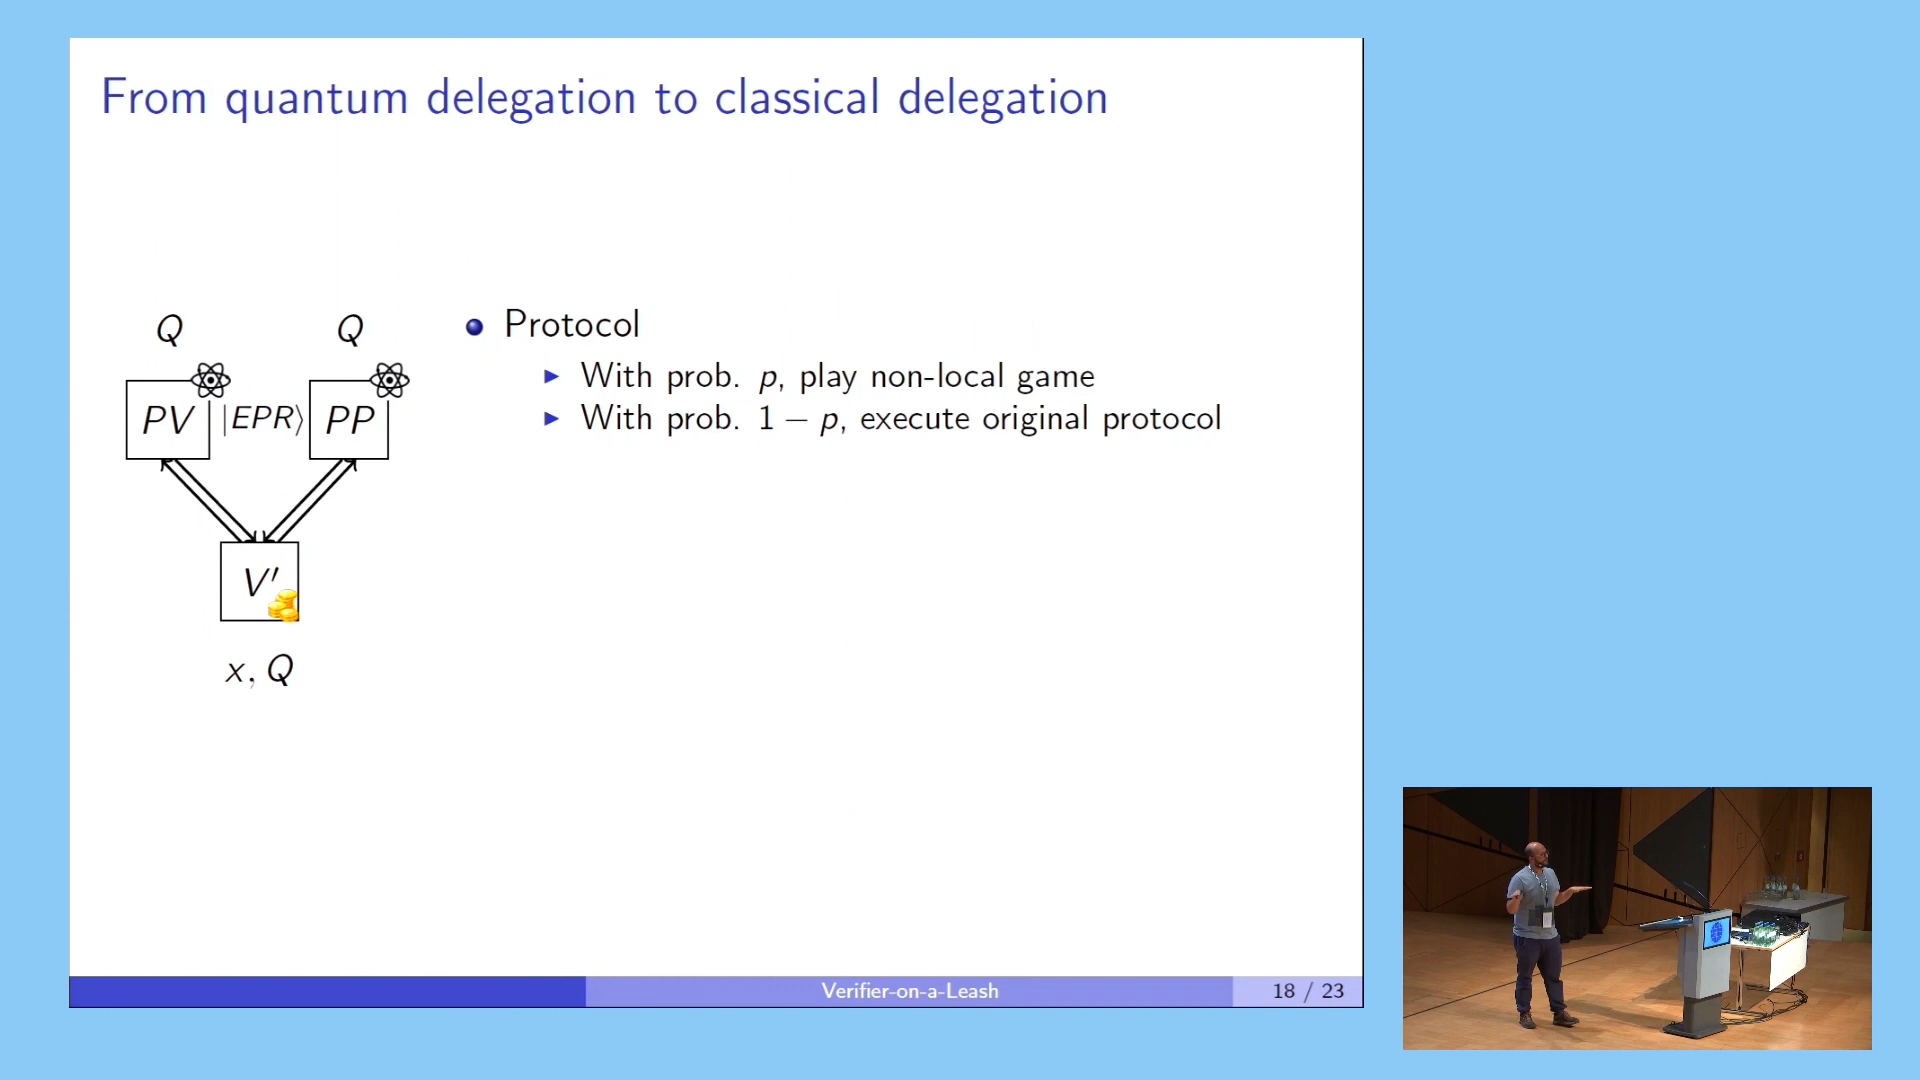 From quantum delegation to classical delegation
Q Q
PV |EPR⟩ PP
V′
x, Q
Protocol
With prob. p, play non-local game
With prob. 1 − p, execute original protocol
Verifier-on-a-Leash 18 / 23